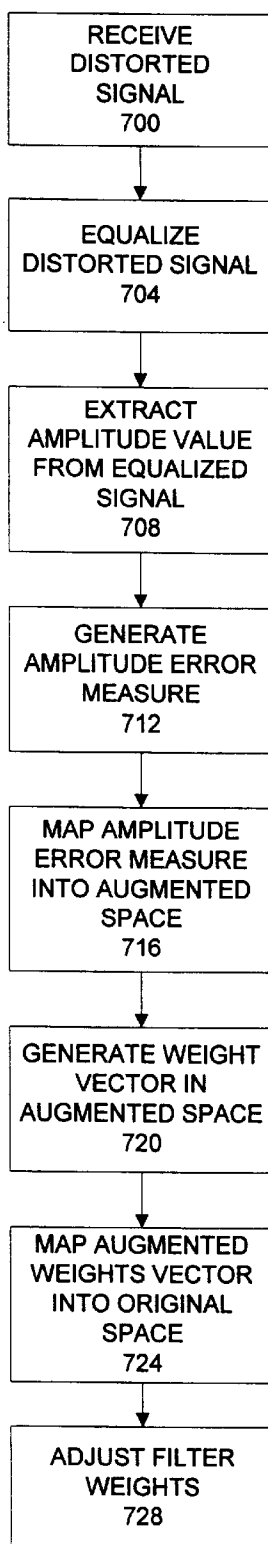 RECEIVE
DISTORTED
SIGNAL
700
EQUALIZE
DISTORTED SIGNAL
704
EXTRACT
AMPLITUDE VALUE
FROM EQUALIZED
SIGNAL
708
GENERATE
AMPLITUDE ERROR
MEASURE
712
MAP AMPLITUDE
ERROR MEASURE
INTO AUGMENTED
SPACE
716
GENERATE WEIGHT
VECTOR IN
AUGMENTED SPACE
720
MAP AUGMENTED
WEIGHTS VECTOR
INTO ORIGINAL
SPACE
724
ADJUST FILTER
WEIGHTS
728